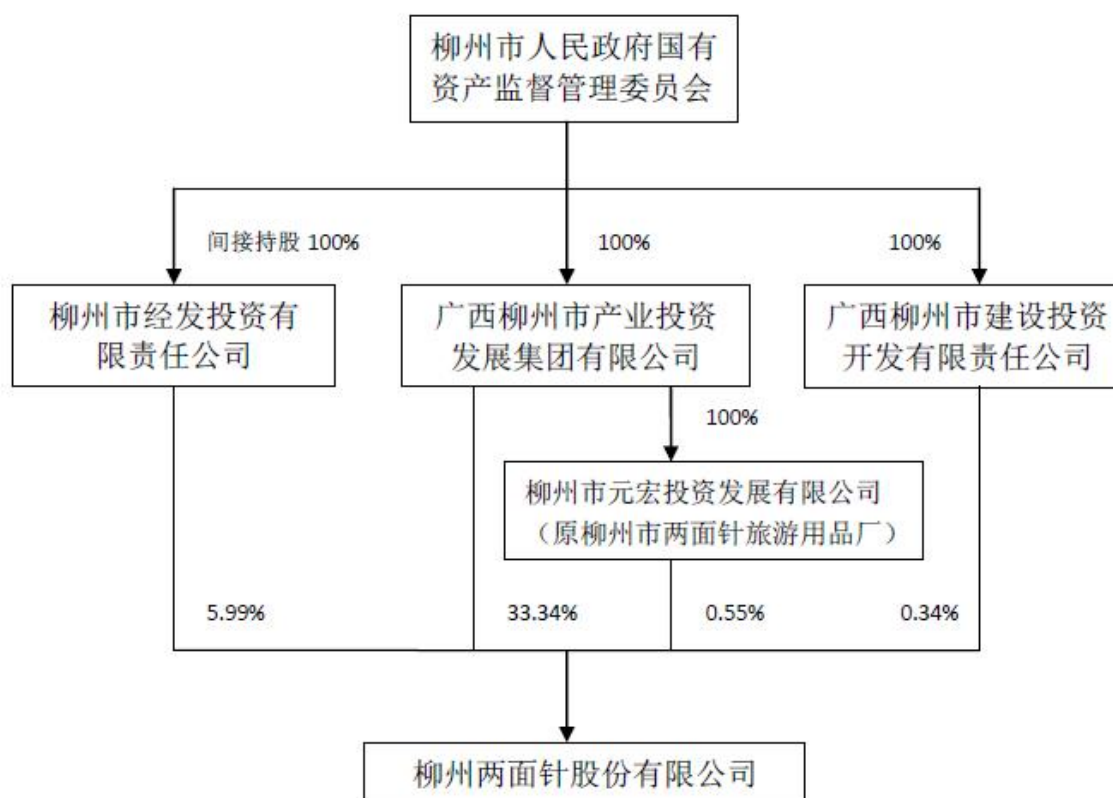 柳州市人民政府国有
资产监督管理委员会
间接持股 100%
100%
100%
柳州市经发投资有
限责任公司
广西柳州市产业投资
发展集团有限公司
广西柳州市建设投资
开发有限责任公司
100%
柳州市元宏投资发展有限公司
（原柳州市两面针旅游用品厂）
5.99%
33.34%
0.55%
0.34%
柳州两面针股份有限公司